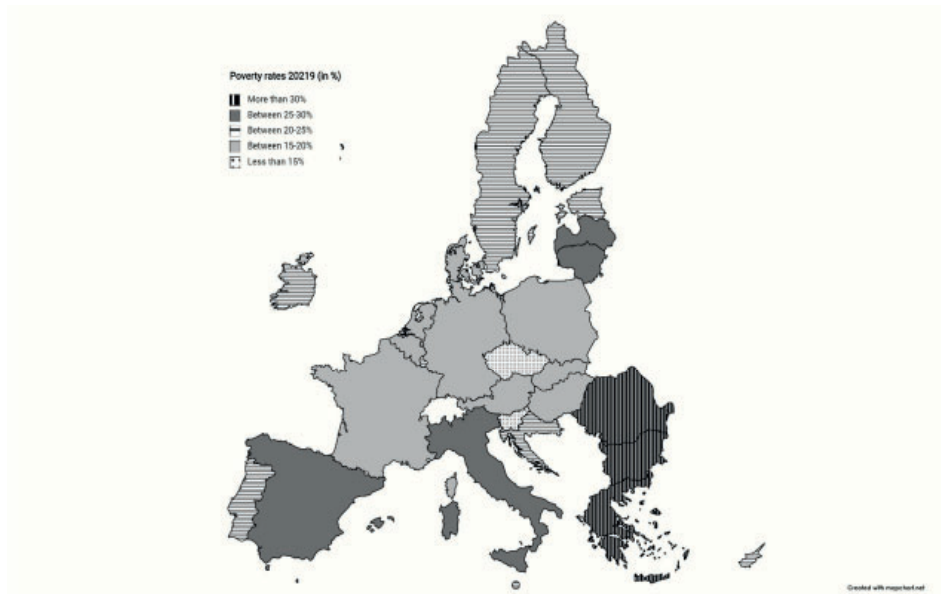 Poverty rates 20219 (in %)
More than 30%
Between 25-30%
Between 20-25%
Between 15-20%
Less than 15%
Created with mapchart.net